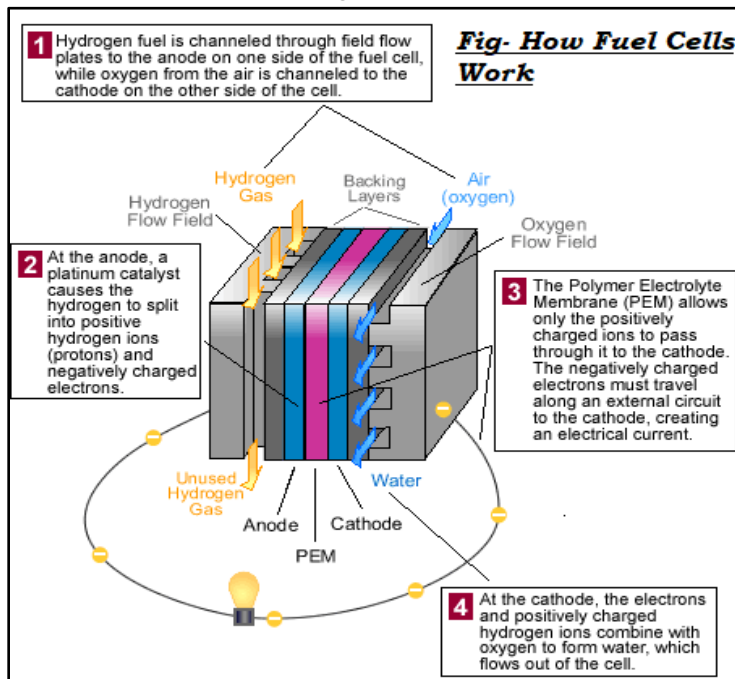 1
Hydrogen fuel is channeled through field flow
plates to the anode on one side of the fuel cell,
while oxygen from the air is channeled to the
cathode on the other side of the cell.
Fig- How Fuel Cells
Work
Hydrogen
Gas
Hydrogen
Flow Field
Backing
Layers
Air
(oxygen)
Oxygen
Flow Field
2
At the anode, a
platinum catalyst
causes the
hydrogen to split
into positive
hydrogen ions
(protons) and
negatively charged
electrons.
3
The Polymer Electrolyte
Membrane (PEM) allows
only the positively
charged ions to pass
through it to the cathode.
The negatively charged
electrons must travel
along an external circuit
to the cathode, creating
an electrical current.
Unused
Hydrogen
Gas
Anode
PEM
Cathode
Water
4
At the cathode, the electrons
and positively charged
hydrogen ions combine with
oxygen to form water, which
flows out of the cell.